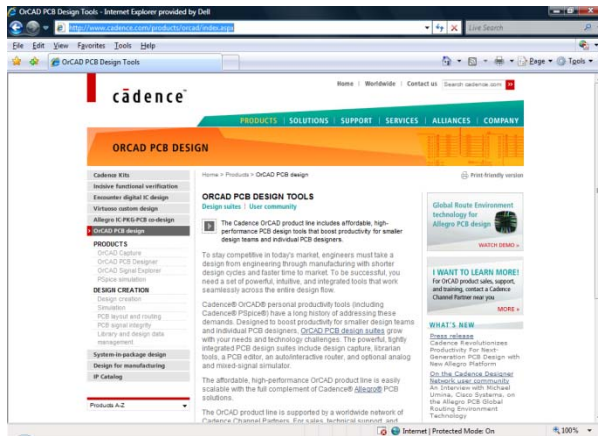 OrCAD PCB Design Tools - Internet Explorer provided by Dell
http://www.cadence.com/products/orcad/index.aspx
Live Search
File Edit View Favorites Tools Help
OrCAD PCB Design Tools
Page Tools
Home | Worldwide | Contact us Search cadence.com
cādence™
PRODUCTS | SOLUTIONS | SUPPORT | SERVICES | ALLIANCES | COMPANY
ORCAD PCB DESIGN
Cadence Kits
Incisive functional verification
Encounter digital IC design
Virtuoso custom design
Allegro IC-PKG-PCB co-design
OrCAD PCB design
PRODUCTS
OrCAD Capture
OrCAD PCB Designer
OrCAD Signal Explorer
PSpice simulation
DESIGN CREATION
Design creation
Simulation
PCB layout and routing
PCB signal integrity
Library and design data
management
System-in-package design
Design for manufacturing
IP Catalog
Products A-Z
Home > Products > OrCAD PCB design
Print-friendly version
ORCAD PCB DESIGN TOOLS
Design suites | User community
The Cadence OrCAD product line includes affordable, high-
performance PCB design tools that boost productivity for smaller
design teams and individual PCB designers.
To stay competitive in today's market, engineers must take a
design from engineering through manufacturing with shorter
design cycles and faster time to market. To be successful, you
need a set of powerful, intuitive, and integrated tools that work
seamlessly across the entire design flow.
Cadence® OrCAD® personal productivity tools (including
Cadence® PSpice®) have a long history of addressing these
demands. Designed to boost productivity for smaller design teams
and individual PCB designers, OrCAD PCB design suites grow
with your needs and technology challenges. The powerful, tightly
integrated PCB design suites include design capture, librarian
tools, a PCB editor, an auto/interactive router, and optional analog
and mixed-signal simulator.
The affordable, high-performance OrCAD product line is easily
scalable with the full complement of Cadence® Allegro® PCB
solutions.
The OrCAD product line is supported by a worldwide network of
Cadence Channel Partners. For sales, technical support, and
Global Route Environment
technology for
Allegro PCB design
WATCH DEMO »
I WANT TO LEARN MORE!
For OrCAD product sales, support,
and training, contact a Cadence
Channel Partner near you
MORE »
WHAT'S NEW
Press release
Cadence Revolutionizes
Productivity For Next-
Generation PCB Design with
New Allegro Platform
On the Cadence Designer
Network user community
An Interview with Michael
Umina, Cisco Systems, on
the Allegro PCB Global
Routing Environment
Technology
Internet | Protected Mode: On
100%